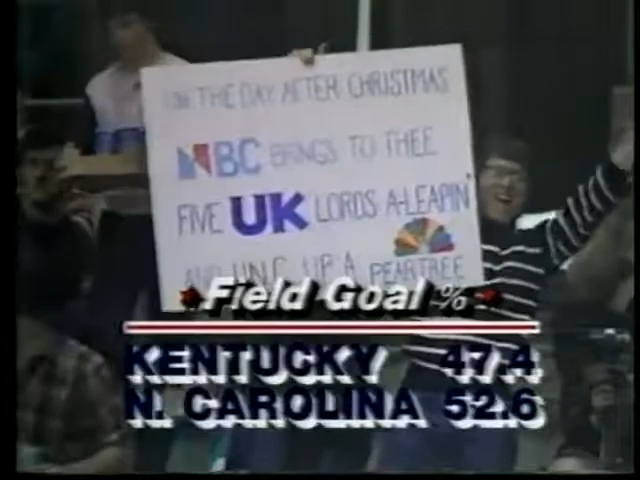 ON THE DAY AFTER CHRISTMAS
NBC BRINGS TO THEE
FIVE UK LORDS A-LEAPIN'
AND U.N.C. UP A PEARTREE
Field Goal %
KENTUCKY 47.4
N. CAROLINA 52.6